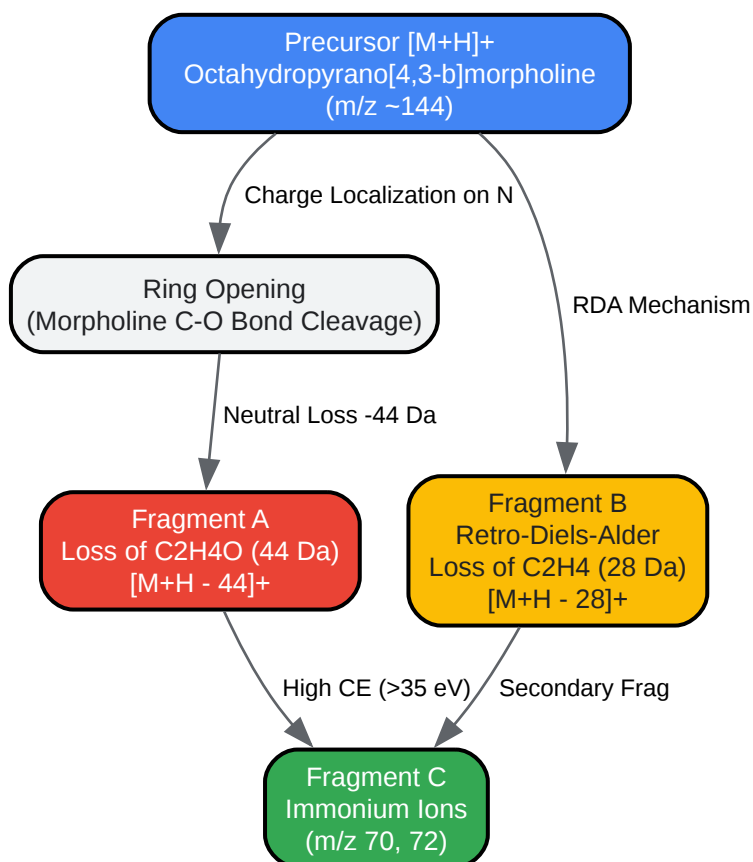 Precursor [M+H]+
Octahydropyrano[4,3-b]morpholine
(m/z ~144)
Charge Localization on N
Ring Opening
(Morpholine C-O Bond Cleavage)
RDA Mechanism
Neutral Loss -44 Da
Fragment A
Loss of C2H4O (44 Da)
[M+H - 44]+
Fragment B
Retro-Diels-Alder
Loss of C2H4 (28 Da)
[M+H - 28]+
High CE (>35 eV)
Secondary Frag
Fragment C
Immonium Ions
(m/z 70, 72)